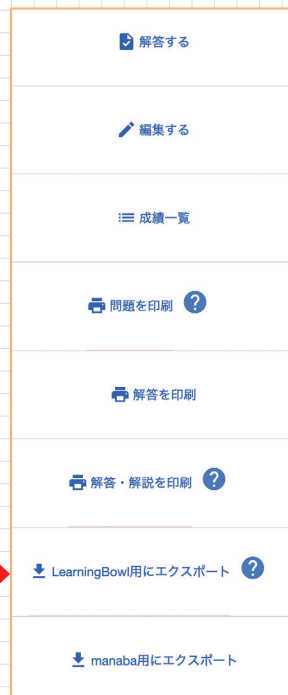 解答する
編集する
成績一覧
問題を印刷 ?
解答を印刷
解答・解説を印刷 ?
LearningBowl用にエクスポート ?
manaba用にエクスポート